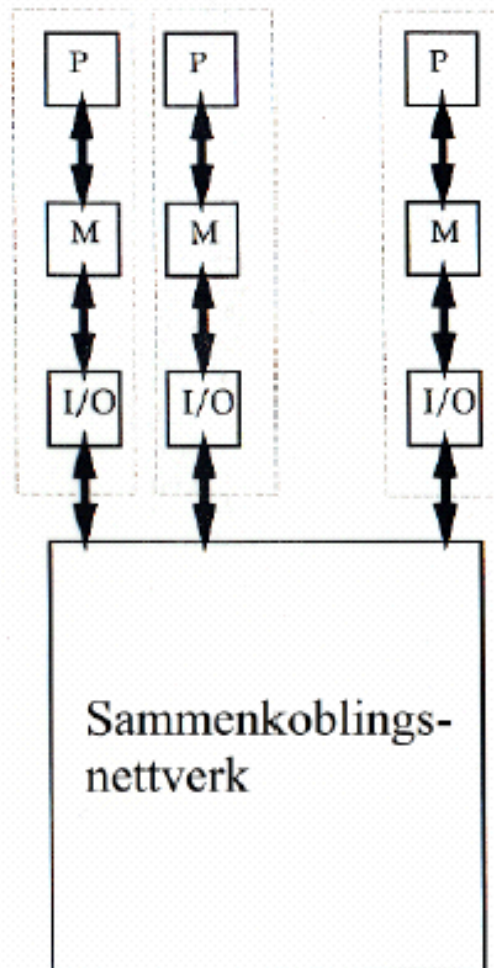 P P P
M M M
I/O I/O I/O
Sammenkoblings-
nettverk